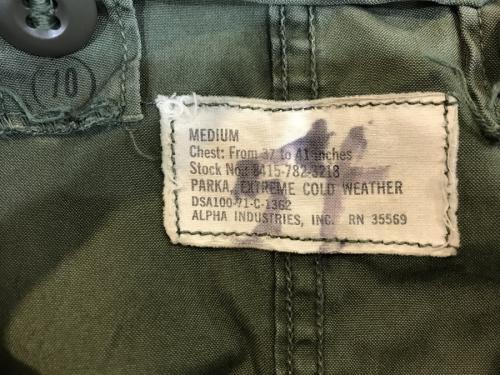 10
MEDIUM
Chest: From 37 to 41 inches
Stock No.: 8415-782-3218
PARKA, EXTREME COLD WEATHER
DSA100-71-C-1362
ALPHA INDUSTRIES, INC. RN 35569